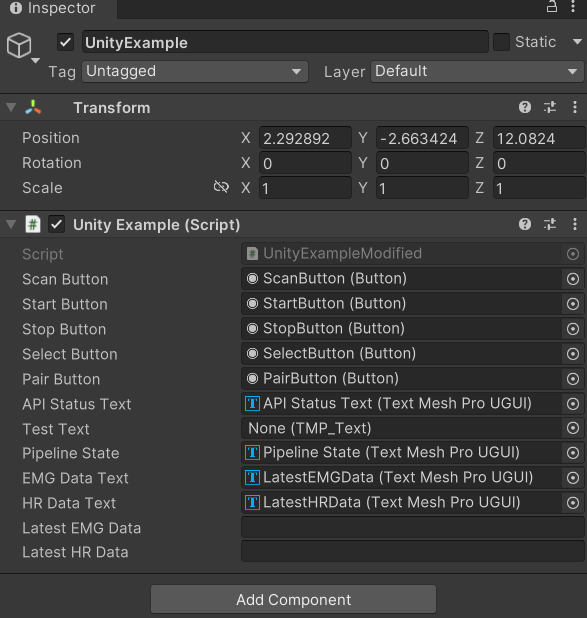 Inspector
UnityExample Static
Tag Untagged Layer Default
Transform
Position X 2.292892 Y -2.663424 Z 12.0824
Rotation X 0 Y 0 Z 0
Scale X 1 Y 1 Z 1
# Unity Example (Script)
Script # UnityExampleModified
Scan Button ScanButton (Button)
Start Button StartButton (Button)
Stop Button StopButton (Button)
Select Button SelectButton (Button)
Pair Button PairButton (Button)
API Status Text API Status Text (Text Mesh Pro UGUI)
Test Text None (TMP_Text)
Pipeline State Pipeline State (Text Mesh Pro UGUI)
EMG Data Text LatestEMGData (Text Mesh Pro UGUI)
HR Data Text LatestHRData (Text Mesh Pro UGUI)
Latest EMG Data
Latest HR Data
Add Component